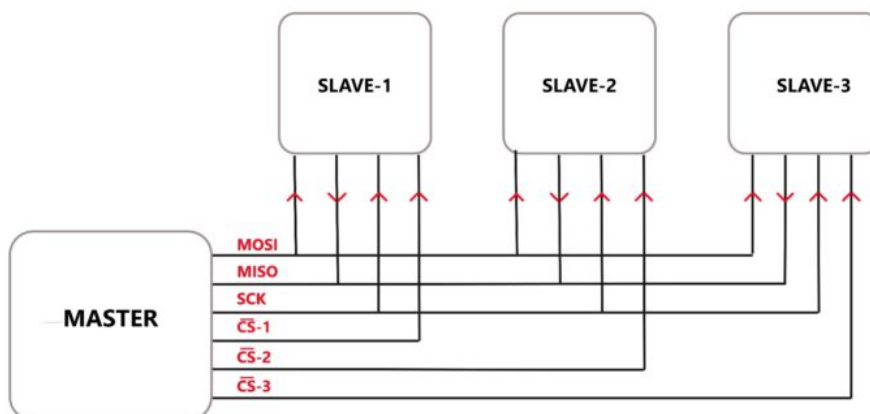 SLAVE-1
SLAVE-2
SLAVE-3
MASTER
MOSI
MISO
SCK
C̅S̅-1
C̅S̅-2
C̅S̅-3